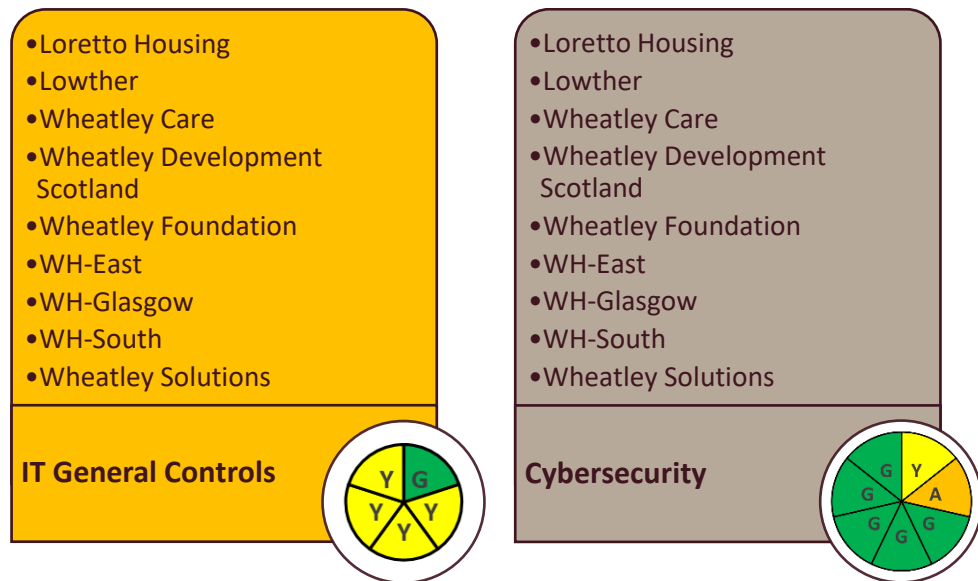 •Loretto Housing
•Lowther
•Wheatley Care
•Wheatley Development
Scotland
•Wheatley Foundation
•WH-East
•WH-Glasgow
•WH-South
•Wheatley Solutions
IT General Controls
Y G
Y Y
Y
•Loretto Housing
•Lowther
•Wheatley Care
•Wheatley Development
Scotland
•Wheatley Foundation
•WH-East
•WH-Glasgow
•WH-South
•Wheatley Solutions
Cybersecurity
G Y
G A
G G
G